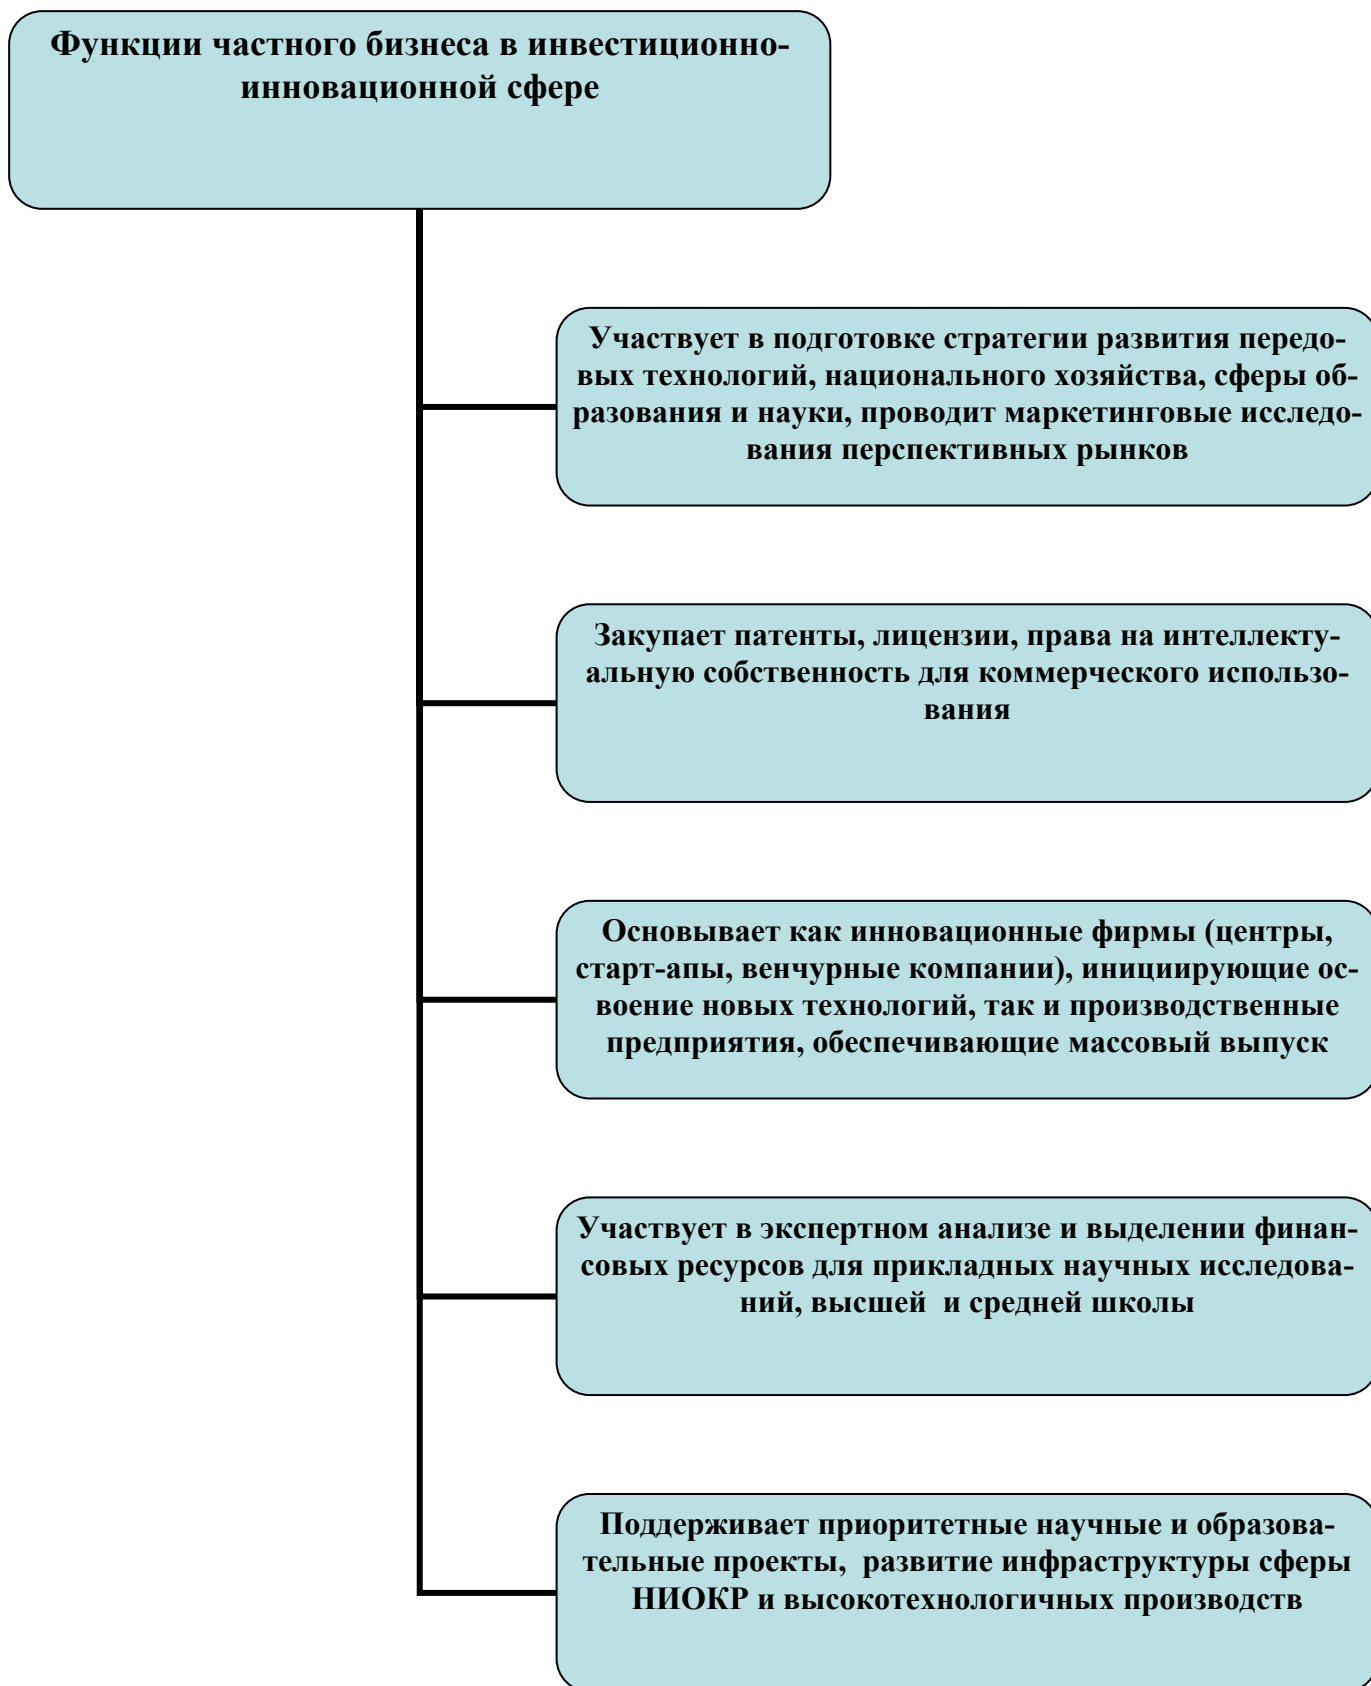 Функции частного бизнеса в инвестиционно-
инновационной сфере
Участвует в подготовке стратегии развития передо-
вых технологий, национального хозяйства, сферы об-
разования и науки, проводит маркетинговые исследо-
вания перспективных рынков
Закупает патенты, лицензии, права на интеллекту-
альную собственность для коммерческого использо-
вания
Основывает как инновационные фирмы (центры,
старт-апы, венчурные компании), инициирующие ос-
воение новых технологий, так и производственные
предприятия, обеспечивающие массовый выпуск
Участвует в экспертном анализе и выделении финан-
совых ресурсов для прикладных научных исследова-
ний, высшей  и средней школы
Поддерживает приоритетные научные и образова-
тельные проекты,  развитие инфраструктуры сферы
НИОКР и высокотехнологичных производств